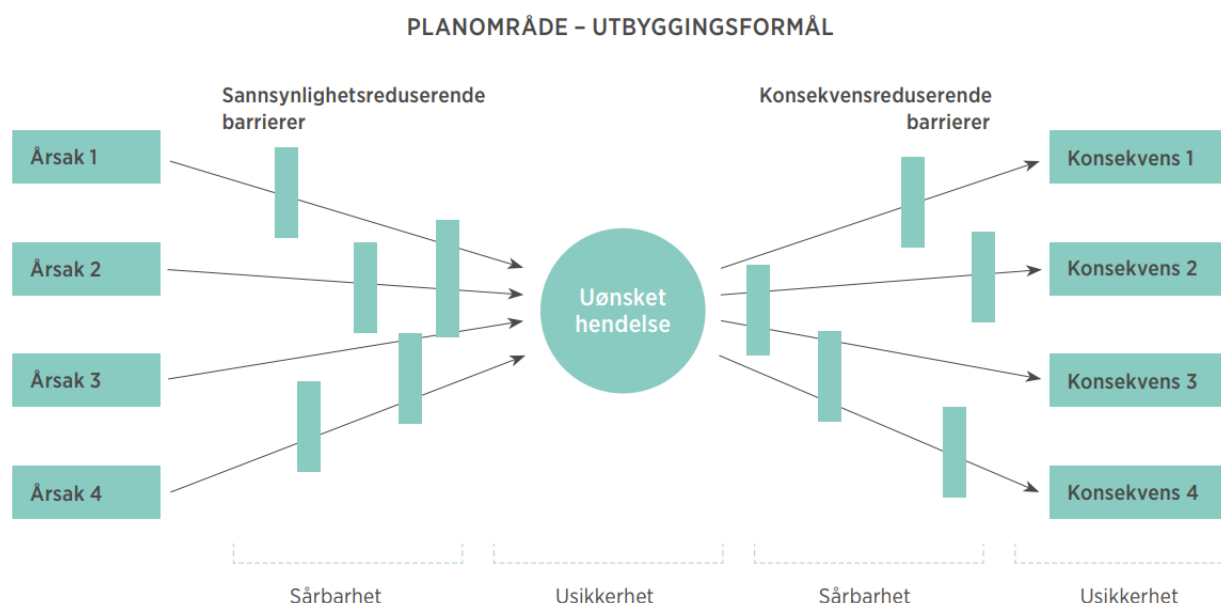 PLANOMRÅDE – UTBYGGINGSFORMÅL
Sannsynlighetsreduserende
barrierer
Konsekvensreduserende
barrierer
Årsak 1
Årsak 2
Årsak 3
Årsak 4
Uønsket
hendelse
Konsekvens 1
Konsekvens 2
Konsekvens 3
Konsekvens 4
Sårbarhet
Usikkerhet
Sårbarhet
Usikkerhet